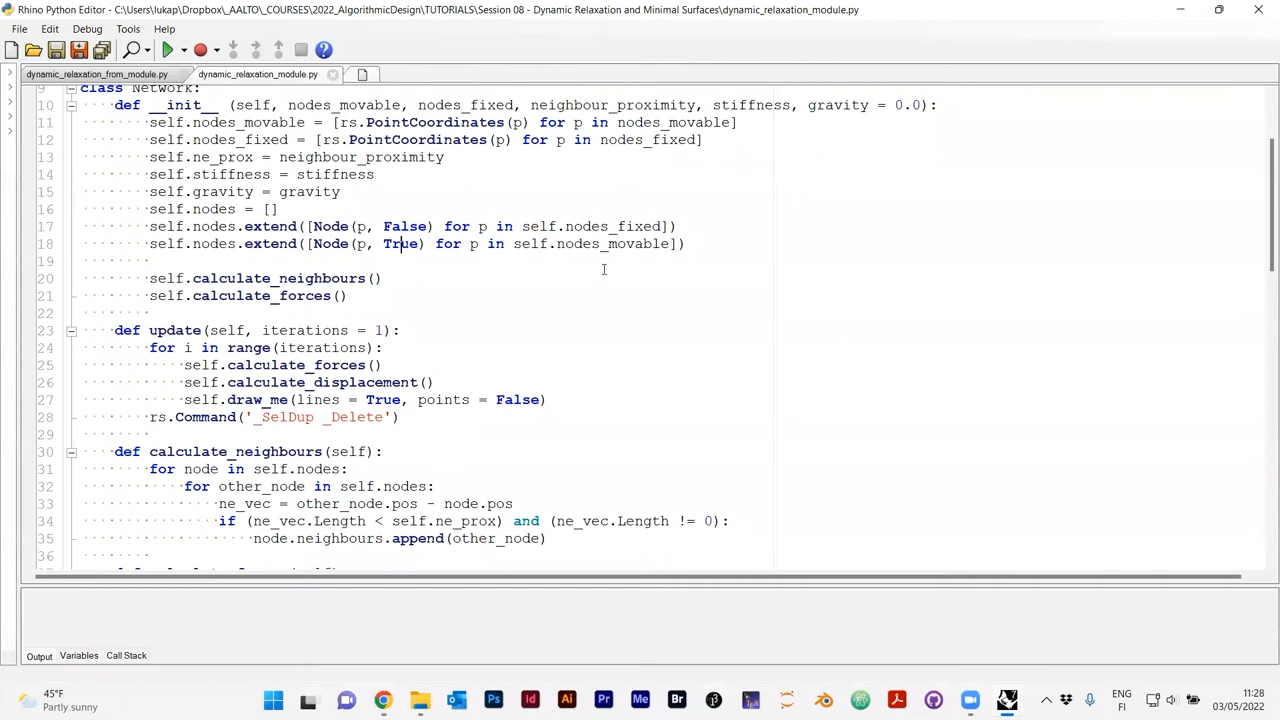 Rhino Python Editor - C:\Users\lukap\Dropbox\_AALTO\_COURSES\2022_AlgorithmicDesign\TUTORIALS\Session 08 - Dynamic Relaxation and Minimal Surfaces\dynamic_relaxation_module.py
File Edit Debug Tools Help
dynamic_relaxation_from_module.py dynamic_relaxation_module.py
9 class Network:
10 def __init__ (self, nodes_movable, nodes_fixed, neighbour_proximity, stiffness, gravity = 0.0):
11 self.nodes_movable = [rs.PointCoordinates(p) for p in nodes_movable]
12 self.nodes_fixed = [rs.PointCoordinates(p) for p in nodes_fixed]
13 self.ne_prox = neighbour_proximity
14 self.stiffness = stiffness
15 self.gravity = gravity
16 self.nodes = []
17 self.nodes.extend([Node(p, False) for p in self.nodes_fixed])
18 self.nodes.extend([Node(p, True) for p in self.nodes_movable])
19
20 self.calculate_neighbours()
21 self.calculate_forces()
22
23 def update(self, iterations = 1):
24 for i in range(iterations):
25 self.calculate_forces()
26 self.calculate_displacement()
27 self.draw_me(lines = True, points = False)
28 rs.Command('_SelDup _Delete')
29
30 def calculate_neighbours(self):
31 for node in self.nodes:
32 for other_node in self.nodes:
33 ne_vec = other_node.pos - node.pos
34 if (ne_vec.Length < self.ne_prox) and (ne_vec.Length != 0):
35 node.neighbours.append(other_node)
36
Output Variables Call Stack
45°F
Partly sunny
Ps Id Ai Pr Me Br
ENG
FI
11:28
03/05/2022